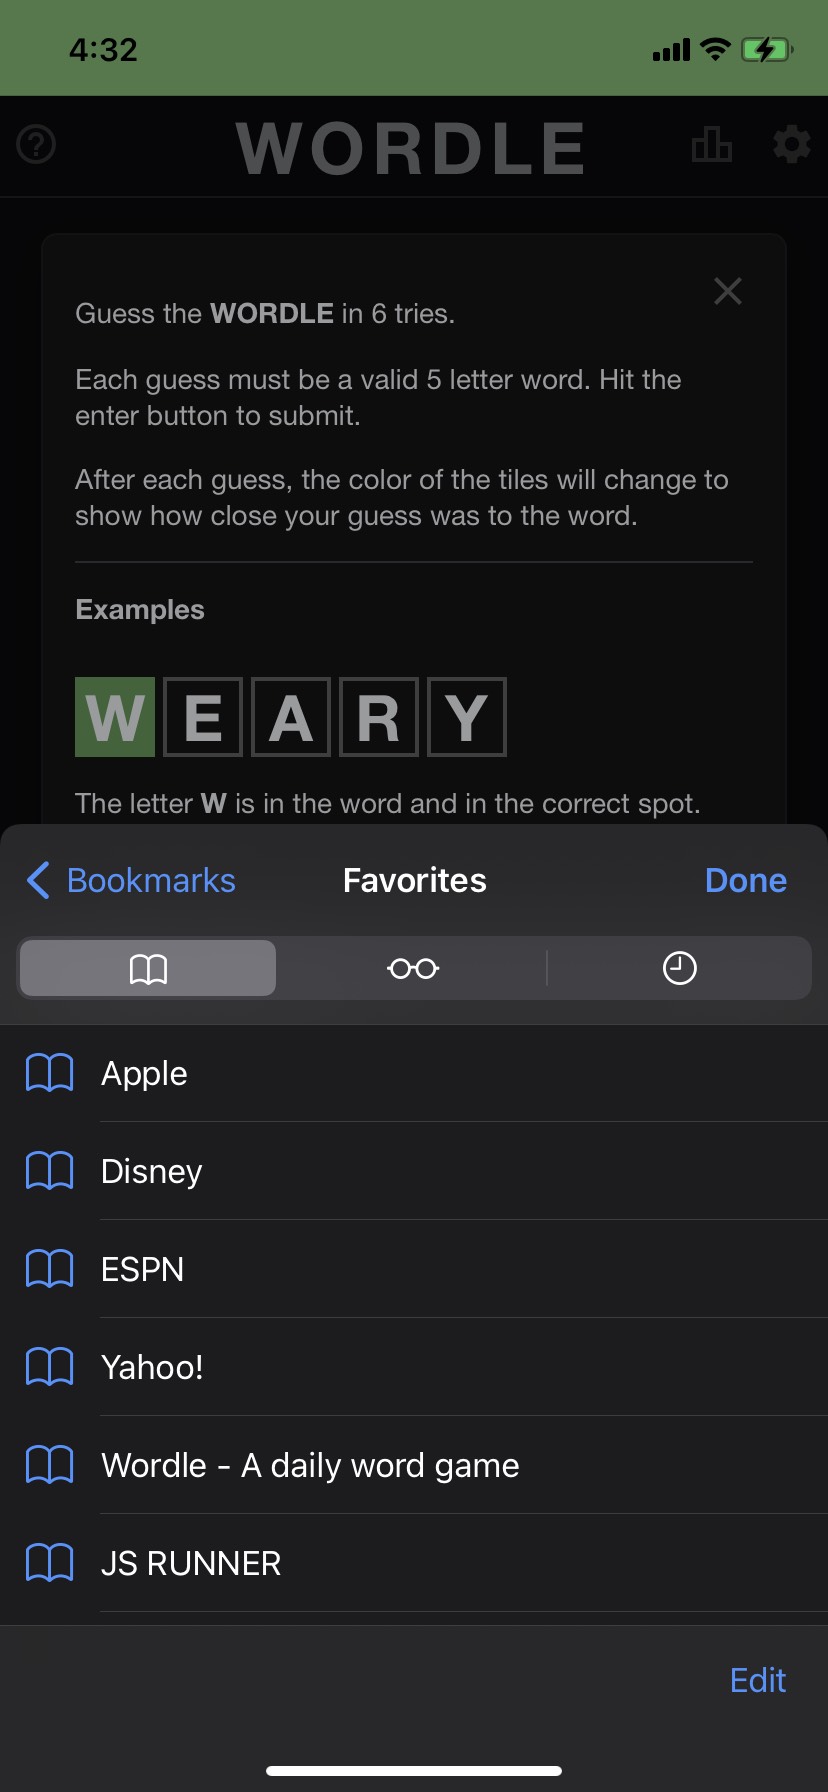 4:32
WORDLE
Guess the WORDLE in 6 tries.
Each guess must be a valid 5 letter word. Hit the
enter button to submit.
After each guess, the color of the tiles will change to
show how close your guess was to the word.
Examples
WEARY
The letter W is in the word and in the correct spot.
Bookmarks Favorites Done
Apple
Disney
ESPN
Yahoo!
Wordle - A daily word game
JS RUNNER
Edit